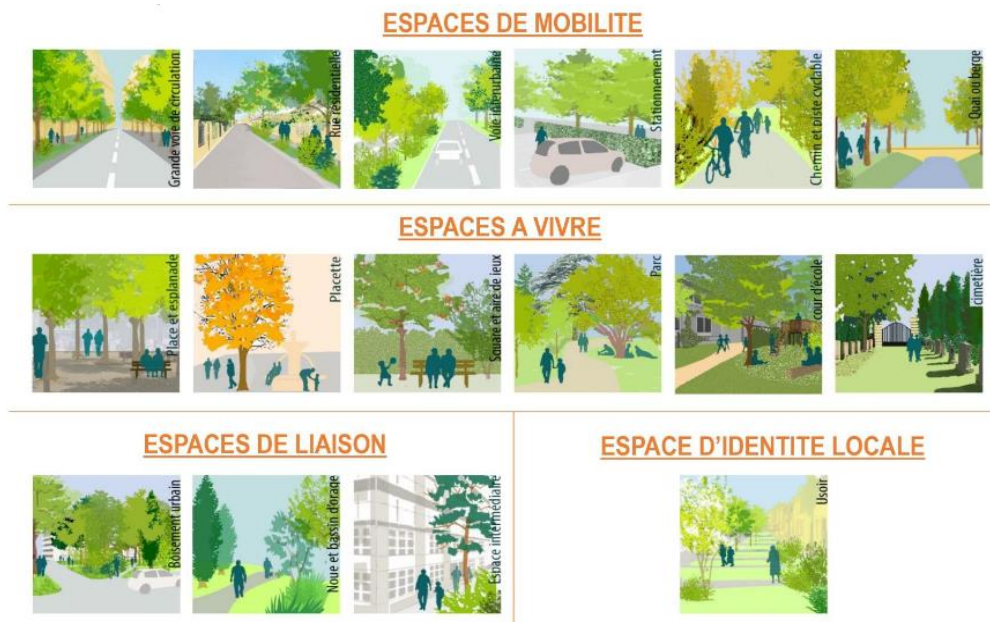 ESPACES DE MOBILITE
Grande voie de circulation
Rue résidentielle
Voie interurbaine
Stationnement
Chemin et piste cyclable
Quai ou berge
ESPACES A VIVRE
Place et esplanade
Placette
Square et aire de jeux
Parc
cour d'école
cimetière
ESPACES DE LIAISON
Boisement urbain
Noue et bassin d'orage
Espace intermédiaire
ESPACE D'IDENTITE LOCALE
Usoir